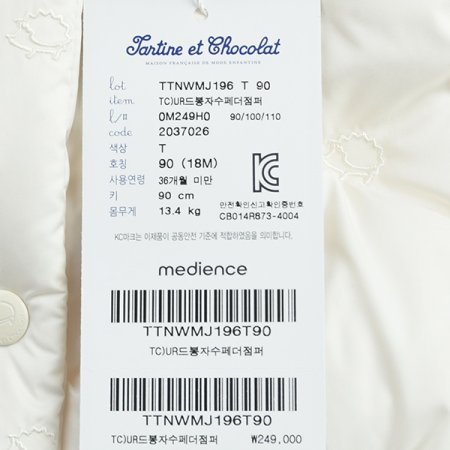 Tartine et Chocolat
MAISON FRANÇAISE DE MODE ENFANTINE
lot TTNWMJ196 T 90
item TC)UR드봉자수페더점퍼
l/# 0M249H0 90/100/110
code 2037026
색상 T
호칭 90 (18M)
사용연령 36개월 미만
키 90 cm
몸무게 13.4 kg
안전확인신고확인증번호
CB014R673-4004
KC마크는 이제품이 공통안전 기준에 적합하였음을 의미합니다.
medience
TTNWMJ196T90
TC)UR드봉자수페더점퍼
TTNWMJ196T90
TC)UR드봉자수페더점퍼 ₩249,000